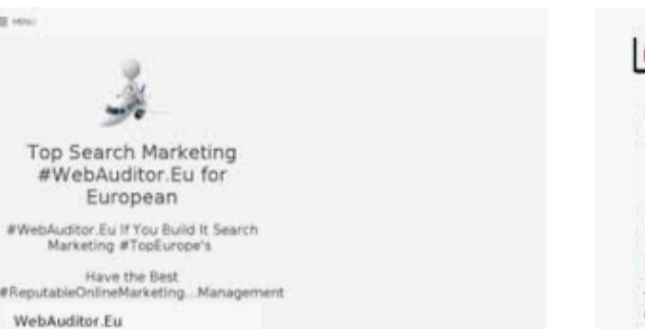 MENU
Top Search Marketing
#WebAuditor.Eu for
European
#WebAuditor.Eu If You Build It Search
Marketing #TopEurope's
Have the Best
#ReputableOnlineMarketing...Management
WebAuditor.Eu